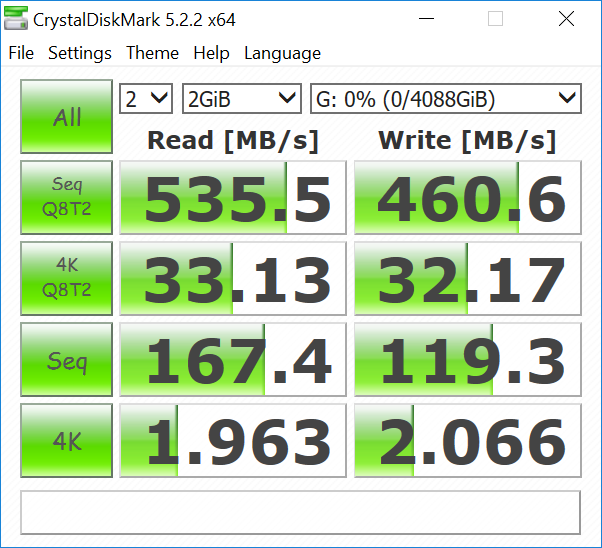 CrystalDiskMark 5.2.2 x64
File Settings Theme Help Language
All
2 2GiB G: 0% (0/4088GiB)
Read [MB/s] Write [MB/s]
Seq
Q8T2
535.5 460.6
4K
Q8T2
33.13 32.17
Seq 167.4 119.3
4K 1.963 2.066